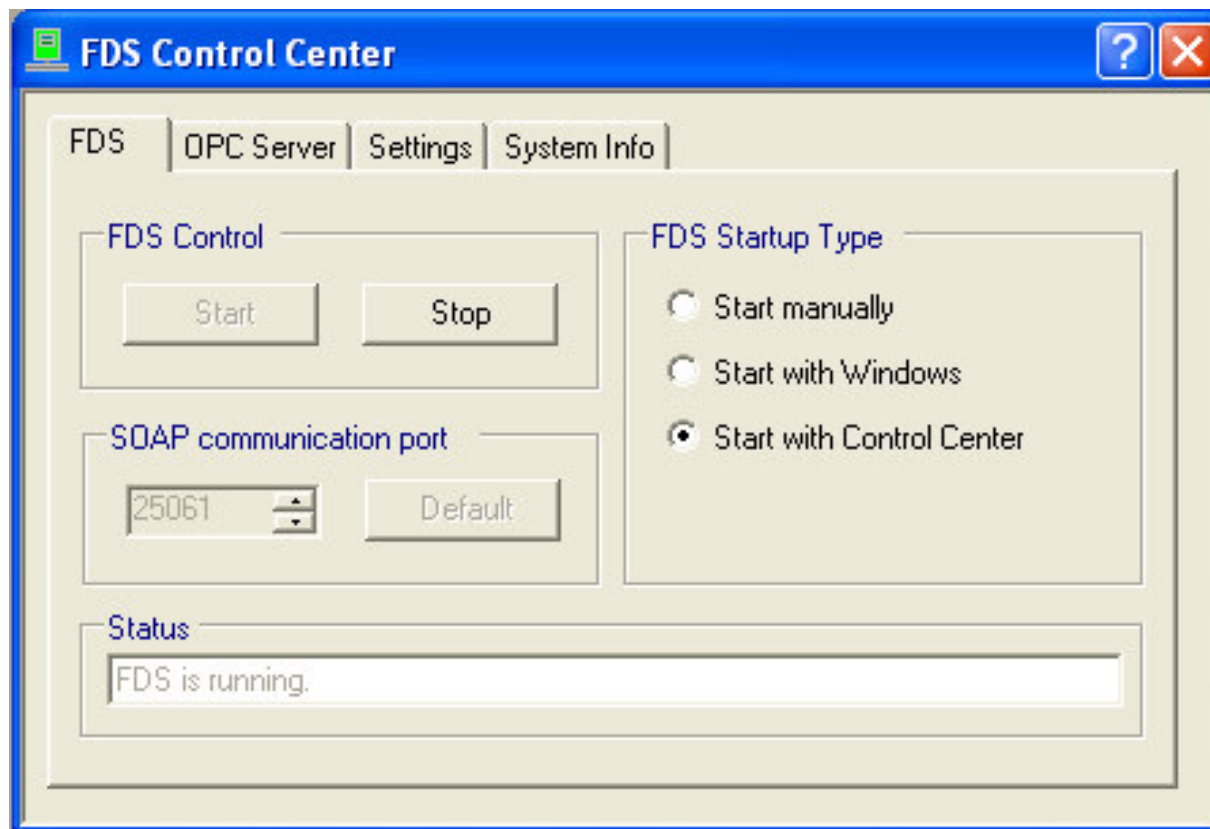 FDS Control Center
FDS OPC Server Settings System Info
FDS Control
Start Stop
SOAP communication port
25061 Default
FDS Startup Type
Start manually
Start with Windows
Start with Control Center
Status
FDS is running.